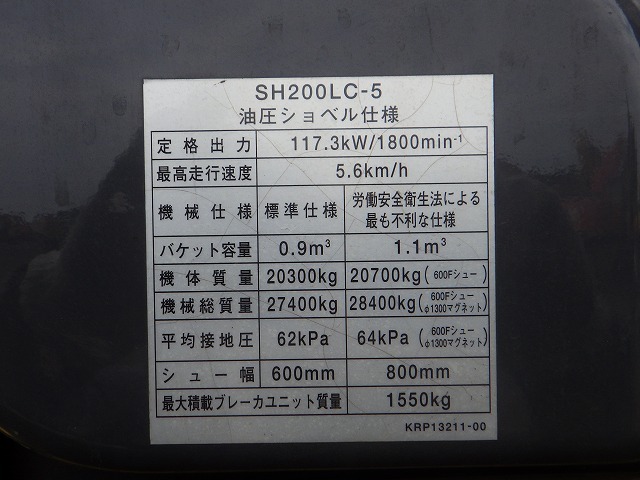 SH200LC-5
油圧ショベル仕様
定格出力 117.3kW/1800min-1
最高走行速度 5.6km/h
機械仕様 標準仕様 労働安全衛生法による
最も不利な仕様
バケット容量 0.9m³ 1.1m³
機体質量 20300kg 20700kg(600Fシュー)
機械総質量 27400kg 28400kg(600Fシュー
φ1300マグネット)
平均接地圧 62kPa 64kPa(600Fシュー
φ1300マグネット)
シュー幅 600mm 800mm
最大積載ブレーカユニット質量 1550kg
KRP13211-00